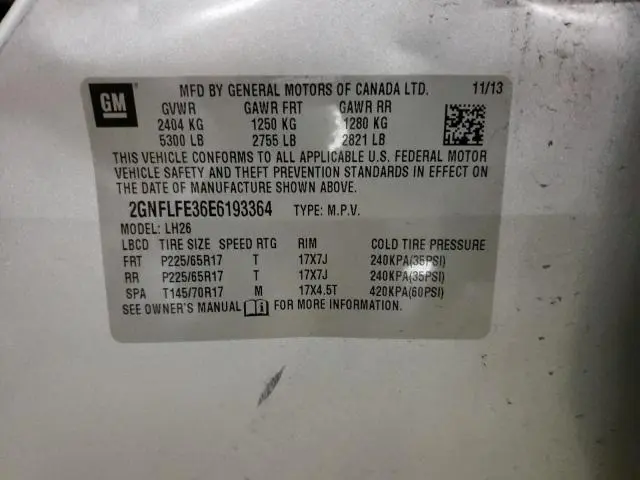 GM
MFD BY GENERAL MOTORS OF CANADA LTD. 11/13
GVWR GAWR FRT GAWR RR
2404 KG 1250 KG 1280 KG
5300 LB 2755 LB 2821 LB
THIS VEHICLE CONFORMS TO ALL APPLICABLE U.S. FEDERAL MOTOR
VEHICLE SAFETY AND THEFT PREVENTION STANDARDS IN EFFECT ON
THE DATE OF MANUFACTURE SHOWN ABOVE.
2GNFLFE36E6193364 TYPE: M.P.V.
MODEL: LH26
LBCD TIRE SIZE SPEED RTG RIM COLD TIRE PRESSURE
FRT P225/65R17 T 17X7J 240KPA(35PSI)
RR P225/65R17 T 17X7J 240KPA(35PSI)
SPA T145/70R17 M 17X4.5T 420KPA(60PSI)
SEE OWNER'S MANUAL FOR MORE INFORMATION.